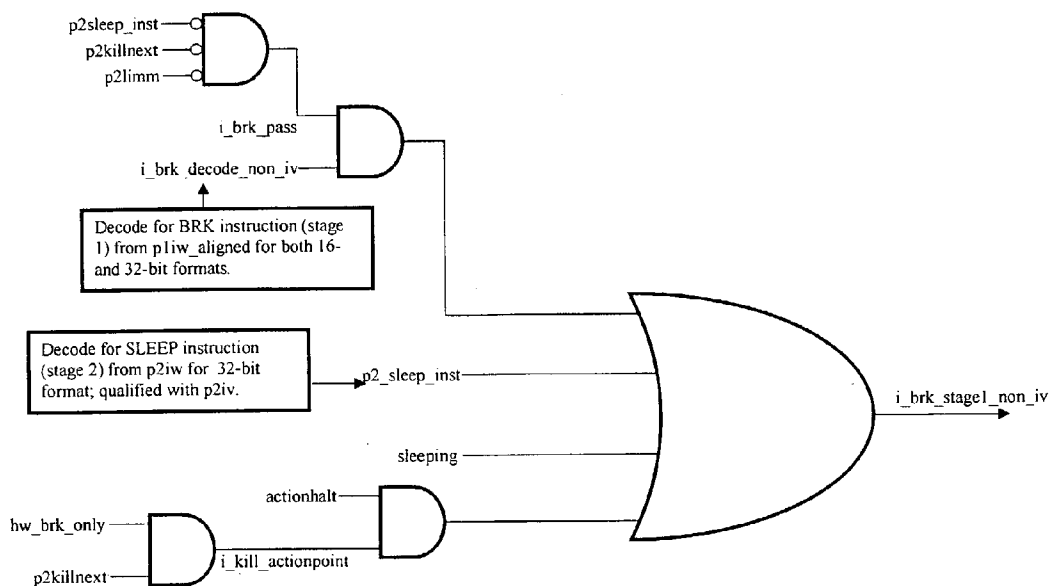 p2sleep_inst
p2killnext
p2limm
i_brk_pass
i_brk_decode_non_iv
Decode for BRK instruction (stage
1) from p1iw_aligned for both 16-
and 32-bit formats.
Decode for SLEEP instruction
(stage 2) from p2iw for 32-bit
format; qualified with p2iv.
p2_sleep_inst
i_brk_stage1_non_iv
sleeping
actionhalt
hw_brk_only
i_kill_actionpoint
p2killnext